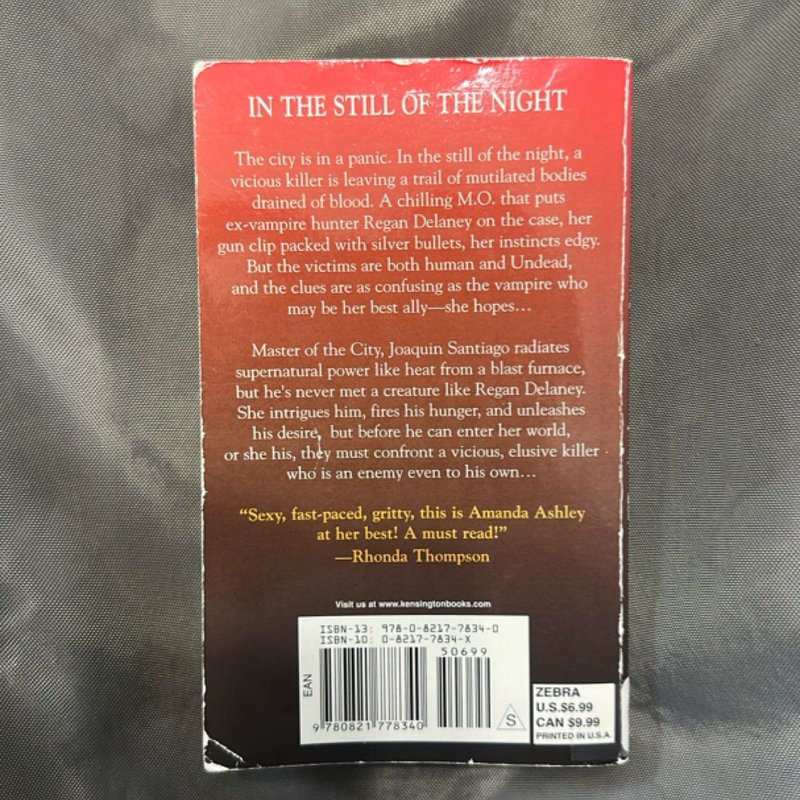 IN THE STILL OF THE NIGHT
The city is in a panic. In the still of the night, a
vicious killer is leaving a trail of mutilated bodies
drained of blood. A chilling M.O. that puts
ex-vampire hunter Regan Delaney on the case, her
gun clip packed with silver bullets, her instincts edgy.
But the victims are both human and Undead,
and the clues are as confusing as the vampire who
may be her best ally—she hopes...
Master of the City, Joaquin Santiago radiates
supernatural power like heat from a blast furnace,
but he's never met a creature like Regan Delaney.
She intrigues him, fires his hunger, and unleashes
his desire, but before he can enter her world,
or she his, they must confront a vicious, elusive killer
who is an enemy even to his own...
“Sexy, fast-paced, gritty, this is Amanda Ashley
at her best! A must read!”
—Rhonda Thompson
Visit us at www.kensingtonbooks.com
ISBN-13: 978-0-8217-7834-0
ISBN-10: 0-8217-7834-X
50699
EAN
9 780821 778340
S
ZEBRA
U.S.$6.99
CAN $9.99
PRINTED IN U.S.A.